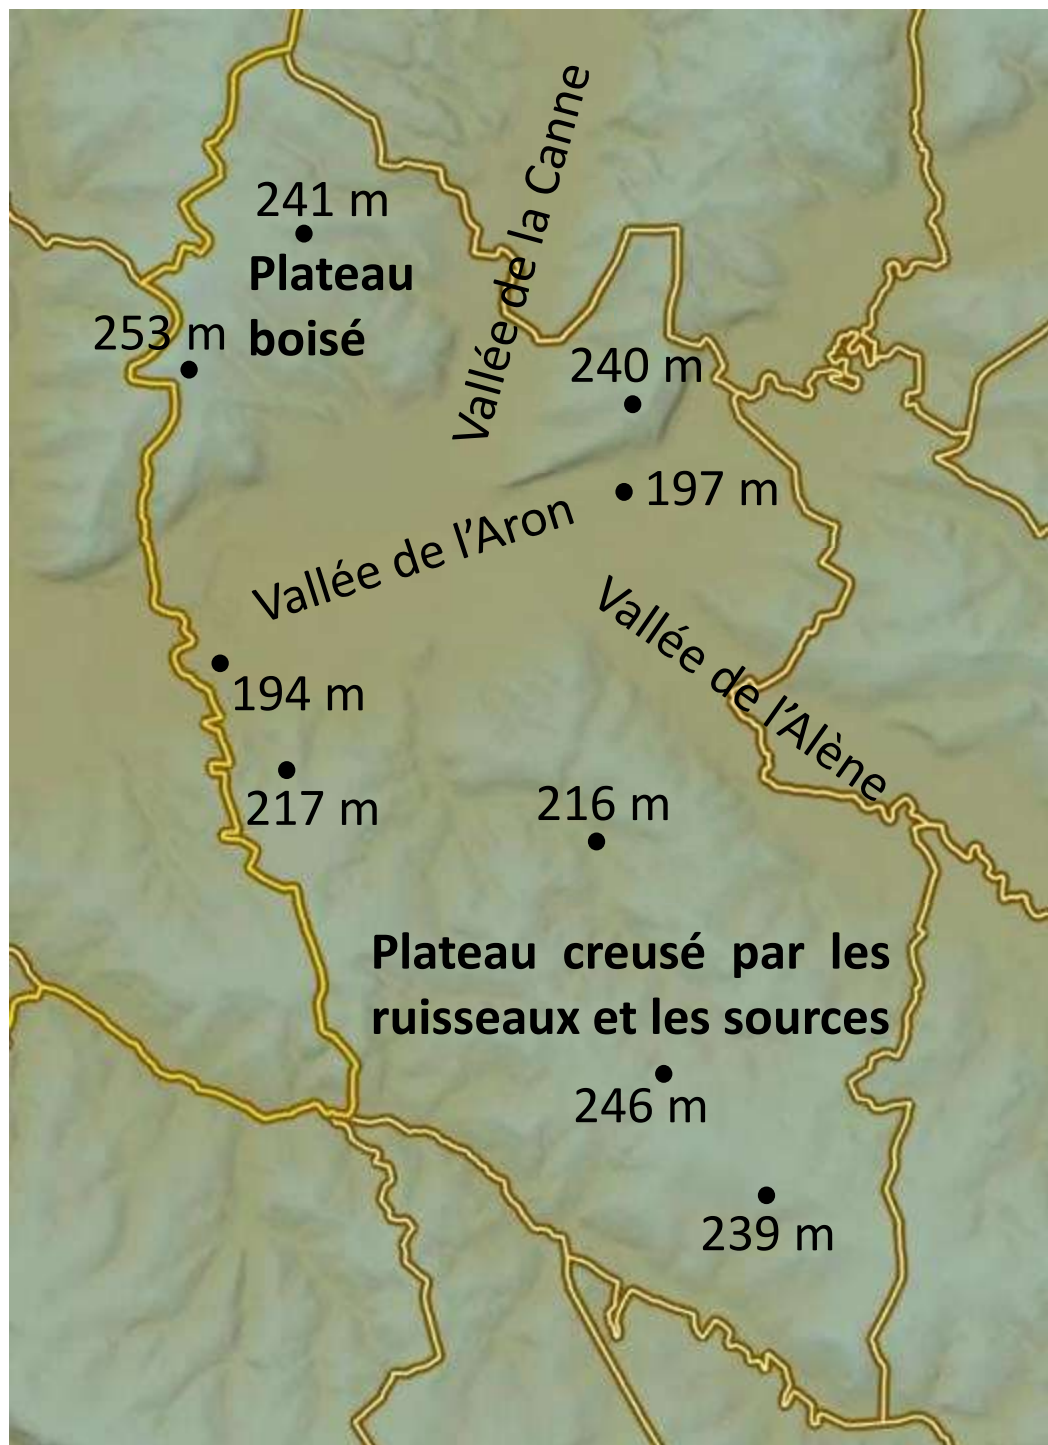 Vallée de la Canne
241 m
Plateau
boisé
253 m
240 m
197 m
Vallée de l’Aron
Vallée de l’Alène
194 m
217 m
216 m
Plateau creusé par les
ruisseaux et les sources
246 m
239 m